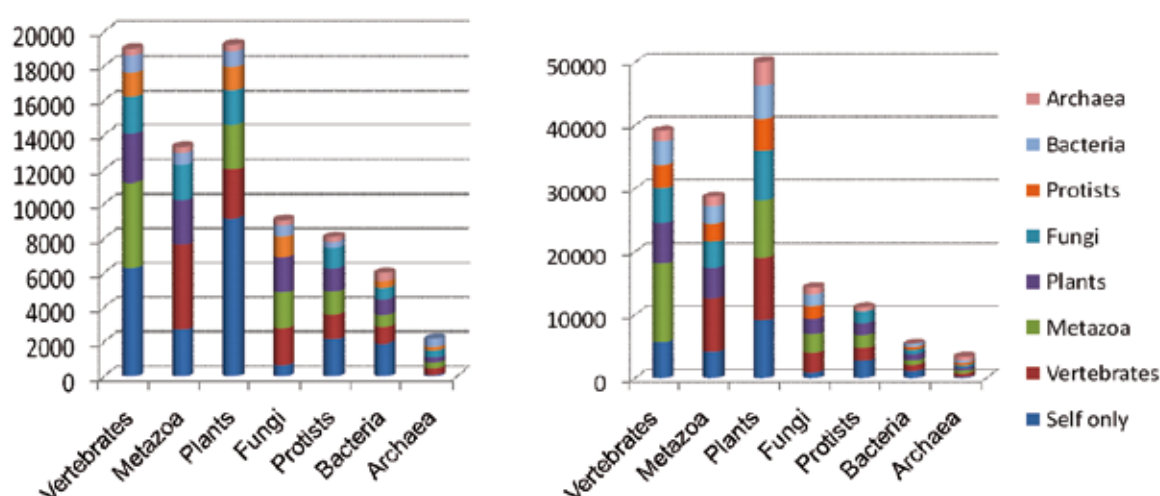 20000
18000
16000
14000
12000
10000
8000
6000
4000
2000
0
Vertebrates
Metazoa
Plants
Fungi
Protists
Bacteria
Archaea
50000
40000
30000
20000
10000
0
Vertebrates
Metazoa
Plants
Fungi
Protists
Bacteria
Archaea
Archaea
Bacteria
Protists
Fungi
Plants
Metazoa
Vertebrates
Self only